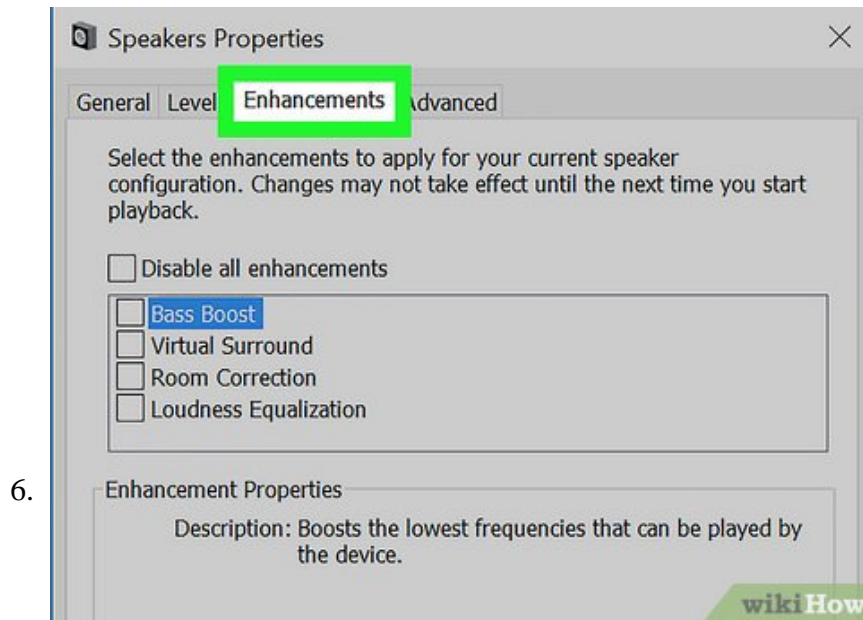 Speakers Properties
General Level Enhancements Advanced
Select the enhancements to apply for your current speaker
configuration. Changes may not take effect until the next time you start
playback.
Disable all enhancements
Bass Boost
Virtual Surround
Room Correction
Loudness Equalization
6.
Enhancement Properties
Description: Boosts the lowest frequencies that can be played by
the device.
wikiHow